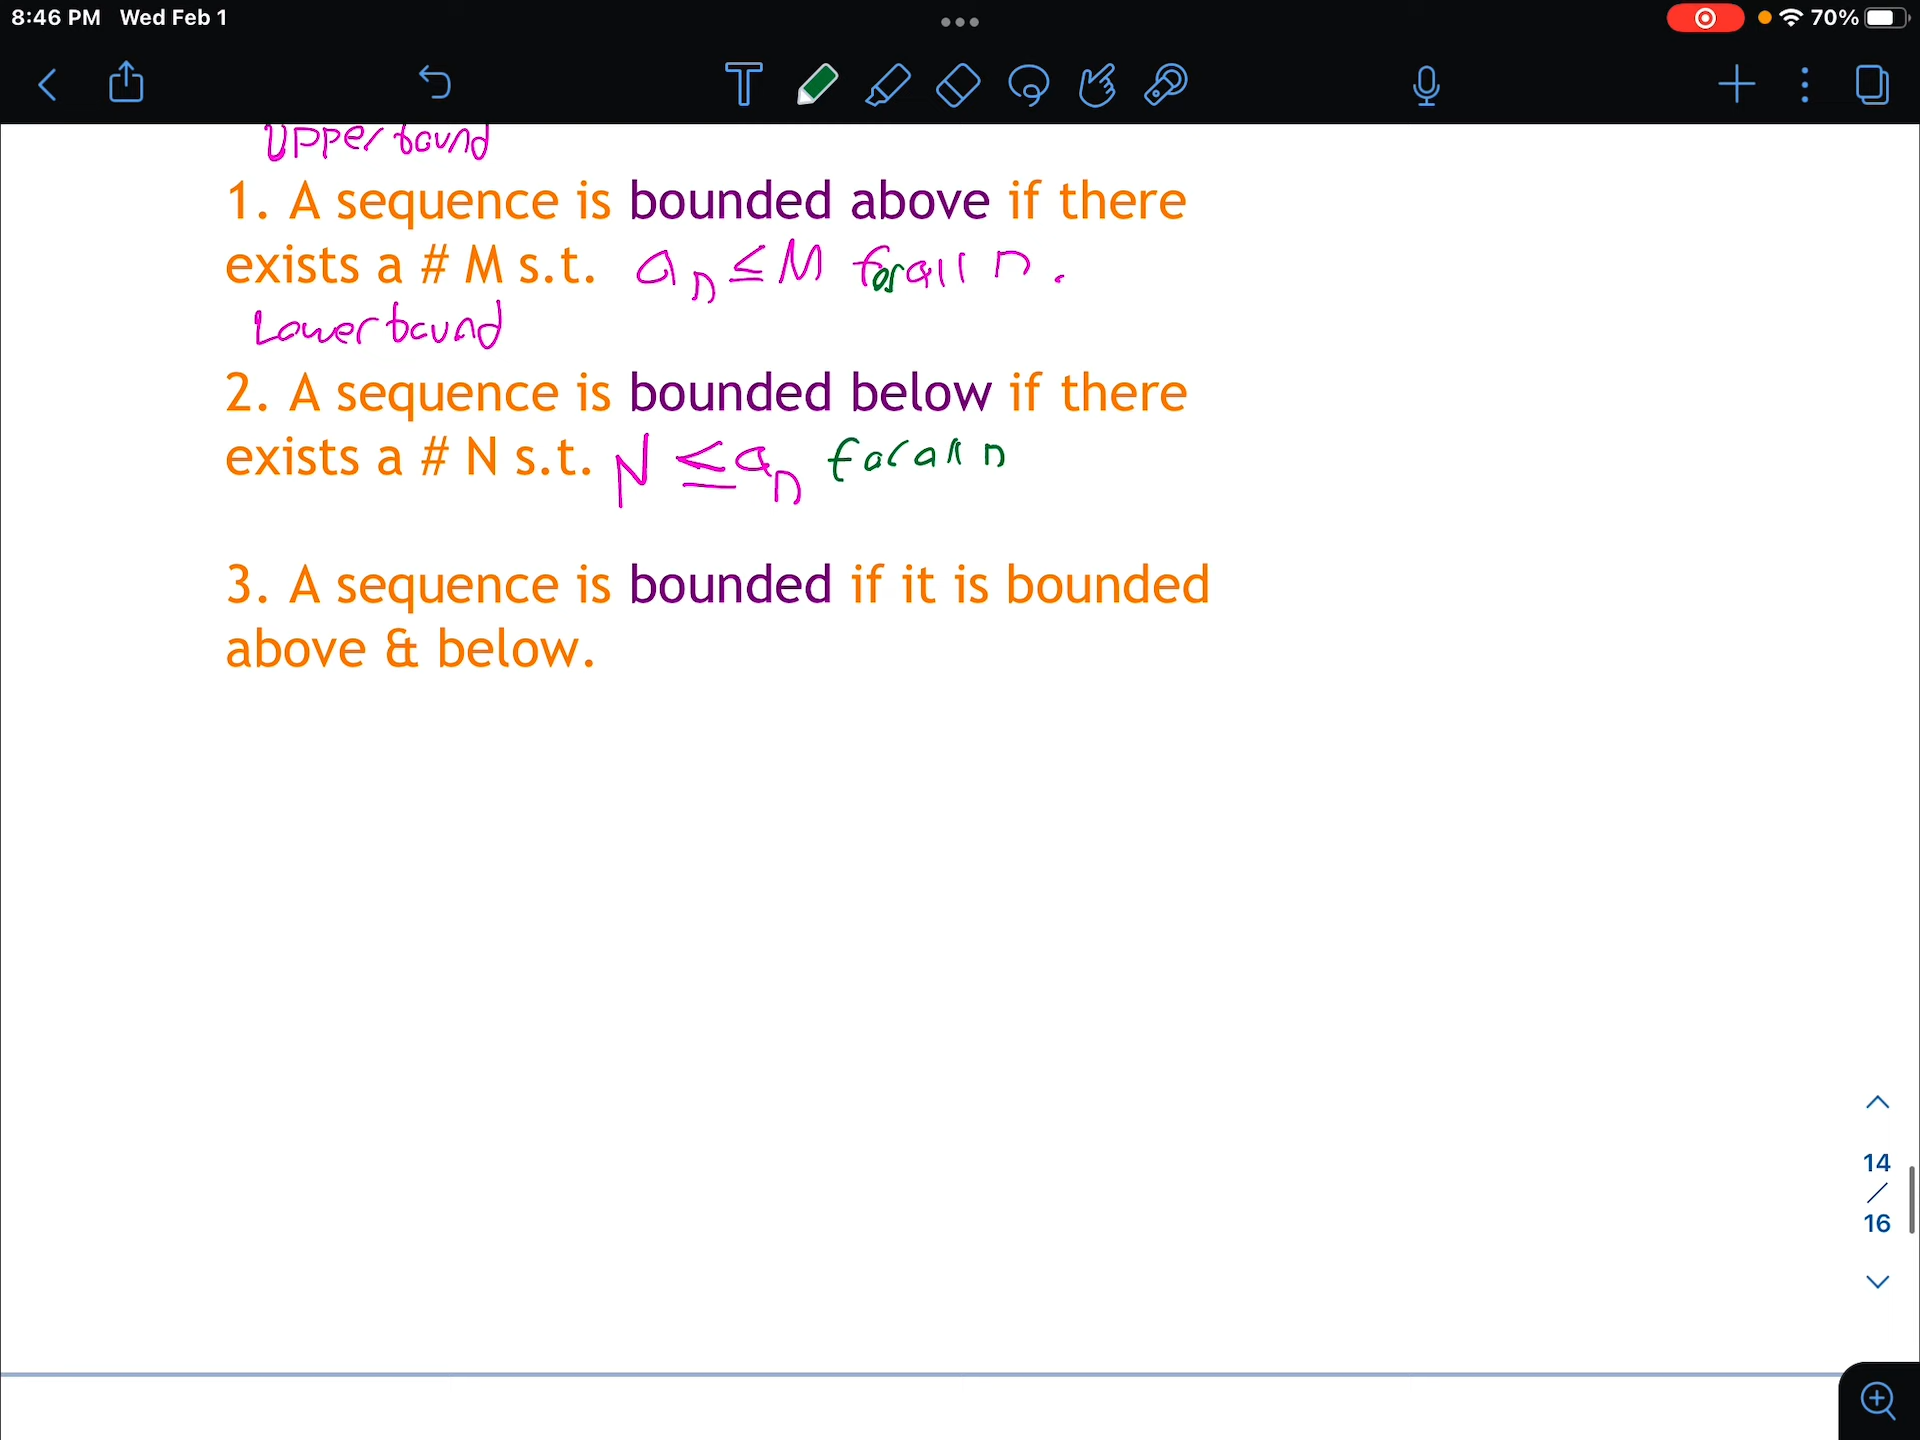 8:46 PM Wed Feb 1
70%
Upper bound
1. A sequence is bounded above if there
exists a # M s.t. aₙ ≤ M for all n.
Lower bound
2. A sequence is bounded below if there
exists a # N s.t. N ≤ aₙ for all n
3. A sequence is bounded if it is bounded
above & below.
14
/
16